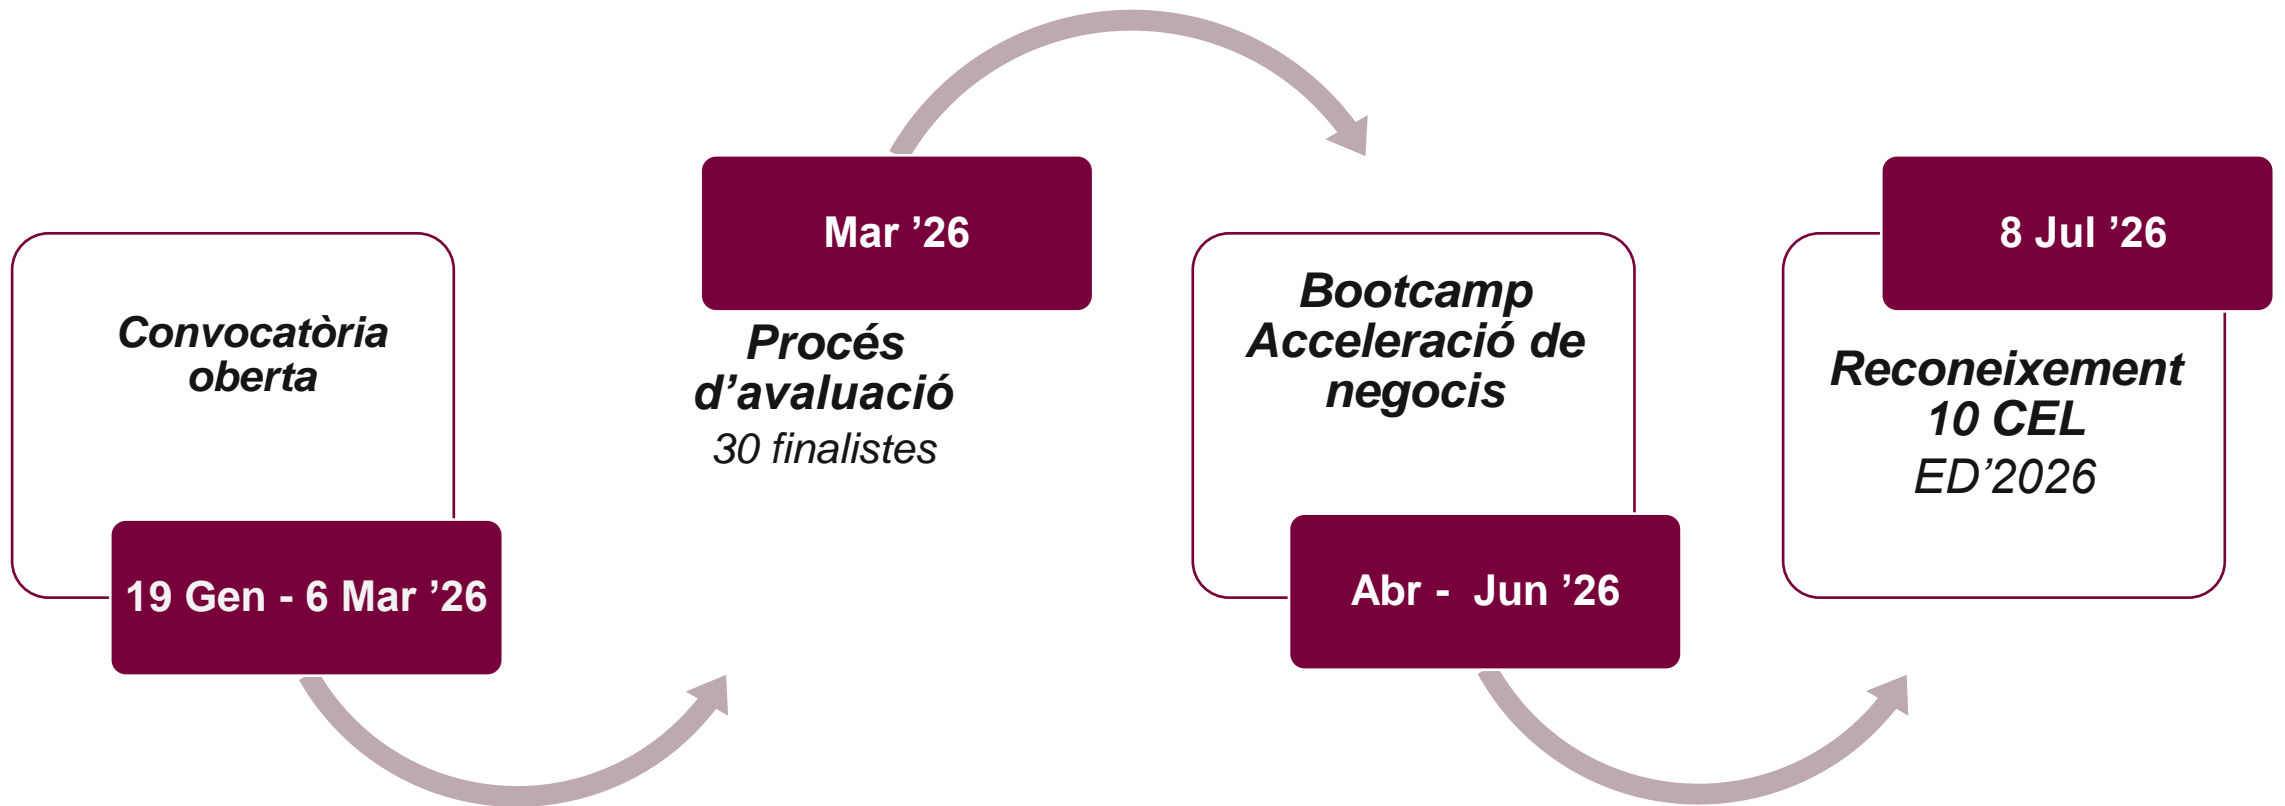 Convocatòria
oberta
19 Gen - 6 Mar ’26
Mar ’26
Procés
d’avaluació
30 finalistes
Bootcamp
Acceleració de
negocis
Abr -  Jun ’26
8 Jul ’26
Reconeixement
10 CEL
ED’2026